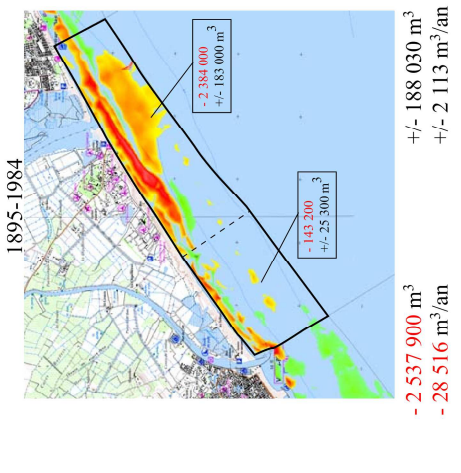 1895-1984
- 2 384 000
+/- 183 000 m³
- 143 200
+/- 25 300 m³
- 2 537 900 m³ +/- 188 030 m³
- 28 516 m³/an +/- 2 113 m³/an